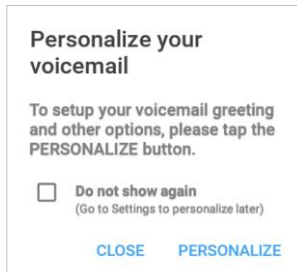 Personalize your
voicemail
To setup your voicemail greeting
and other options, please tap the
PERSONALIZE button.
Do not show again
(Go to Settings to personalize later)
CLOSE PERSONALIZE